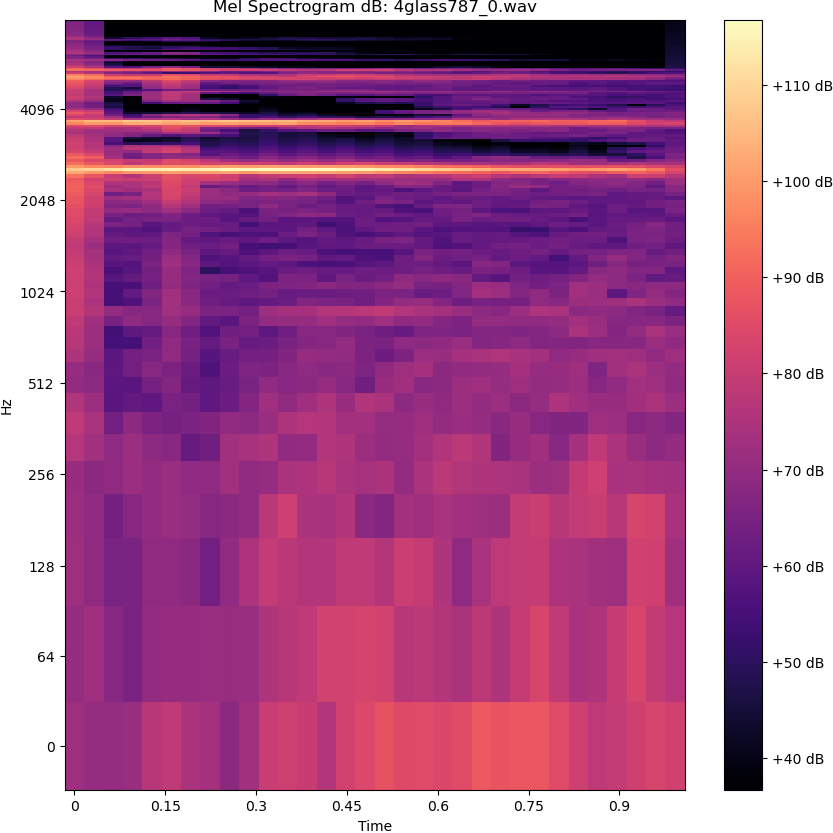 Mel Spectrogram dB: 4glass787_0.wav
+110 dB
4096
+100 dB
2048
+90 dB
1024
+80 dB
512
Hz
+70 dB
256
+60 dB
128
+50 dB
64
0
+40 dB
0 0.15 0.3 0.45 0.6 0.75 0.9
Time